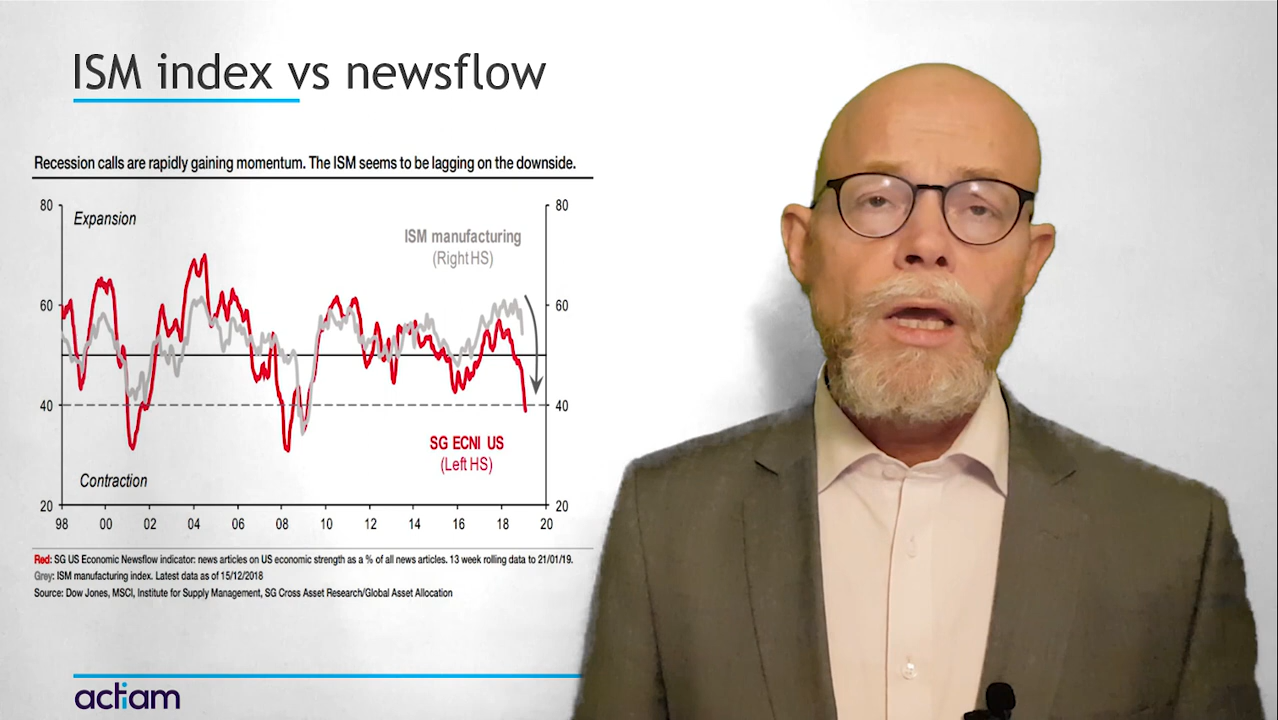 ISM index vs newsflow
Recession calls are rapidly gaining momentum. The ISM seems to be lagging on the downside.
80
80
Expansion
ISM manufacturing
(Right HS)
60
60
40
40
SG ECNI US
(Left HS)
Contraction
20
20
98 00 02 04 06 08 10 12 14 16 18 20
Red: SG US Economic Newsflow indicator: news articles on US economic strength as a % of all news articles. 13 week rolling data to 21/01/19.
Grey: ISM manufacturing index. Latest data as of 15/12/2018
Source: Dow Jones, MSCI, Institute for Supply Management, SG Cross Asset Research/Global Asset Allocation
actiam